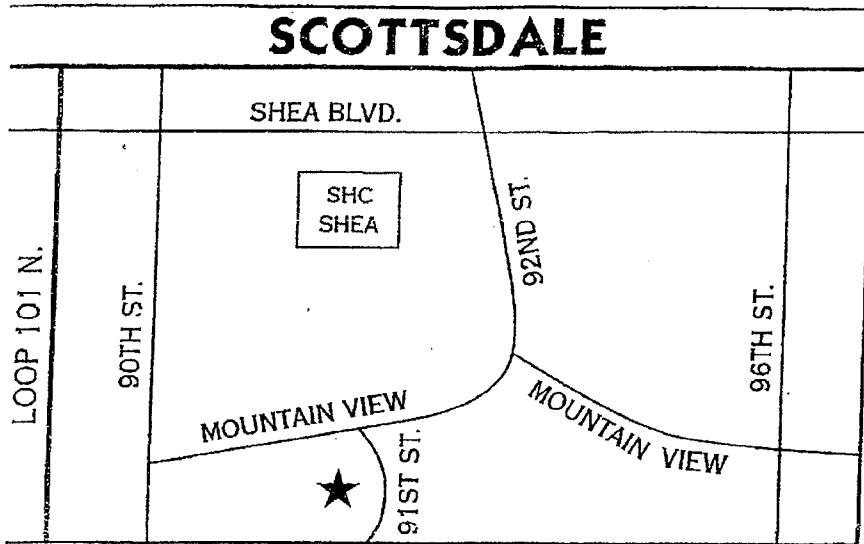 SCOTTSDALE
SHEA BLVD.
SHC
SHEA
92ND ST.
LOOP 101 N.
90TH ST.
96TH ST.
MOUNTAIN VIEW
MOUNTAIN VIEW
91ST ST.